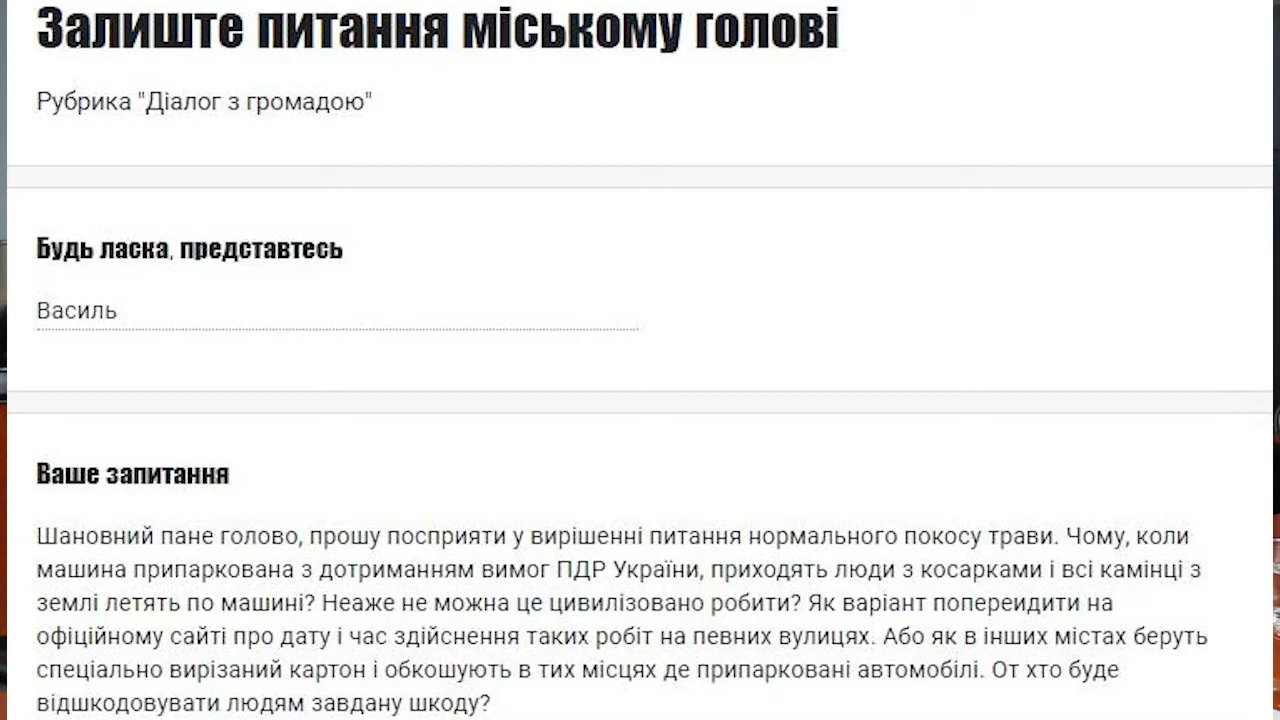 Залиште питання міському голові
Рубрика "Діалог з громадою"
Будь ласка, представтесь
Василь
Ваше запитання
Шановний пане голово, прошу посприяти у вирішенні питання нормального покосу трави. Чому, коли
машина припаркована з дотриманням вимог ПДР України, приходять люди з косарками і всі камінці з
землі летять по машині? Неаже не можна це цивилізовано робити? Як варіант попереидити на
офіційному сайті про дату і час здійснення таких робіт на певних вулицях. Або як в інших містах беруть
спеціально вирізаний картон і обкошують в тих місцях де припарковані автомобілі. От хто буде
відшкодовувати людям завдану шкоду?